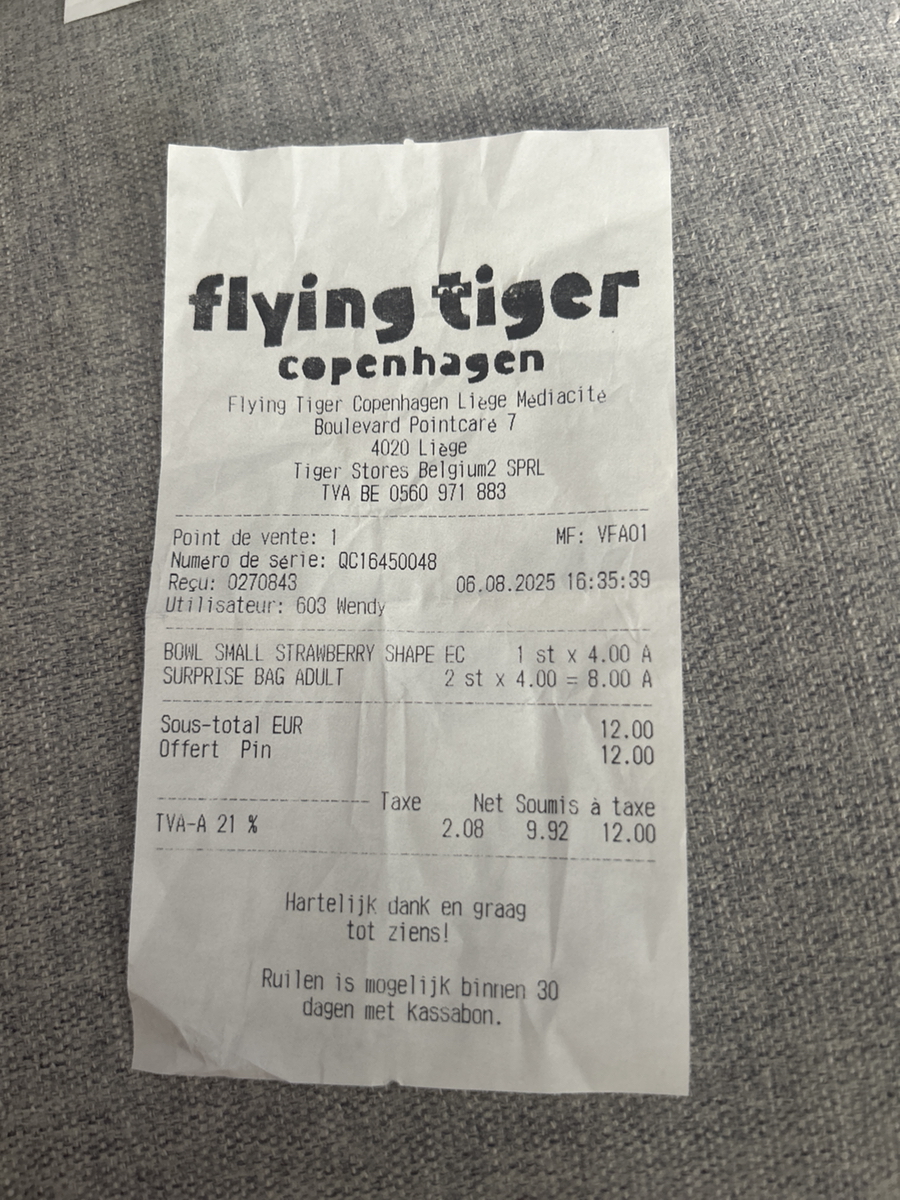 flying tiger
copenhagen
Flying Tiger Copenhagen Liège Médiacité
Boulevard Pointcaré 7
4020 Liège
Tiger Stores Belgium2 SPRL
TVA BE 0560 971 883
Point de vente: 1 MF: VFA01
Numéro de série: QC16450048
Reçu: 0270843 06.08.2025 16:35:39
Utilisateur: 603 Wendy
BOWL SMALL STRAWBERRY SHAPE EC 1 st x 4.00 A
SURPRISE BAG ADULT 2 st x 4.00 = 8.00 A
Sous-total EUR 12.00
Offert Pin 12.00
Taxe Net Soumis à taxe
TVA-A 21 % 2.08 9.92 12.00
Hartelijk dank en graag
tot ziens!
Ruilen is mogelijk binnen 30
dagen met kassabon.